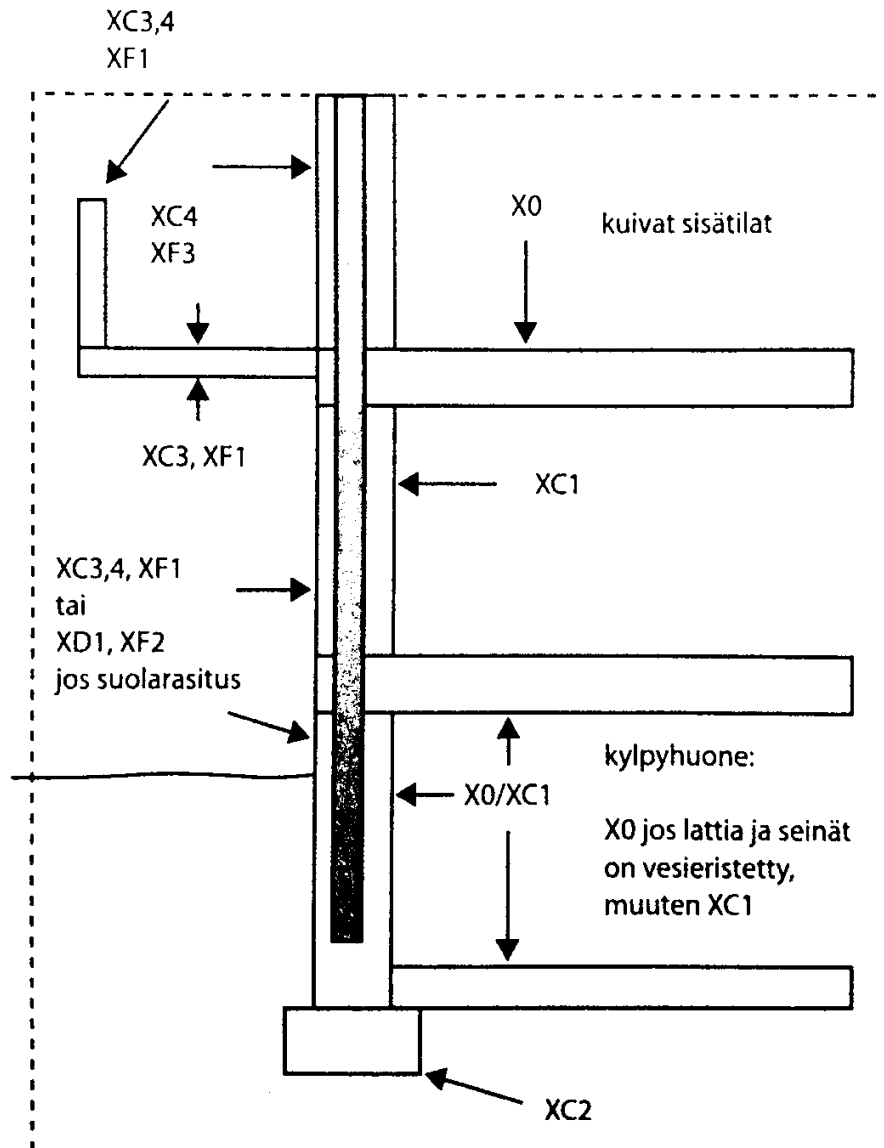 XC3,4
XF1
XC4
XF3
X0
kuivat sisätilat
XC3, XF1
XC1
XC3,4, XF1
tai
XD1, XF2
jos suolarasitus
kylpyhuone:
X0/XC1
X0 jos lattia ja seinät
on vesieristetty,
muuten XC1
XC2